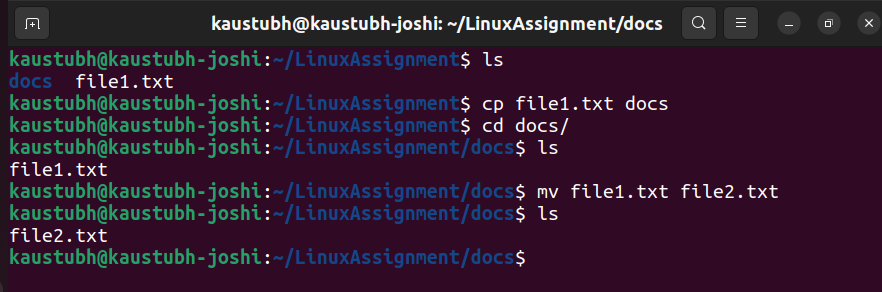 kaustubh@kaustubh-joshi: ~/LinuxAssignment/docs
kaustubh@kaustubh-joshi:~/LinuxAssignment$ ls
docs  file1.txt
kaustubh@kaustubh-joshi:~/LinuxAssignment$ cp file1.txt docs
kaustubh@kaustubh-joshi:~/LinuxAssignment$ cd docs/
kaustubh@kaustubh-joshi:~/LinuxAssignment/docs$ ls
file1.txt
kaustubh@kaustubh-joshi:~/LinuxAssignment/docs$ mv file1.txt file2.txt
kaustubh@kaustubh-joshi:~/LinuxAssignment/docs$ ls
file2.txt
kaustubh@kaustubh-joshi:~/LinuxAssignment/docs$